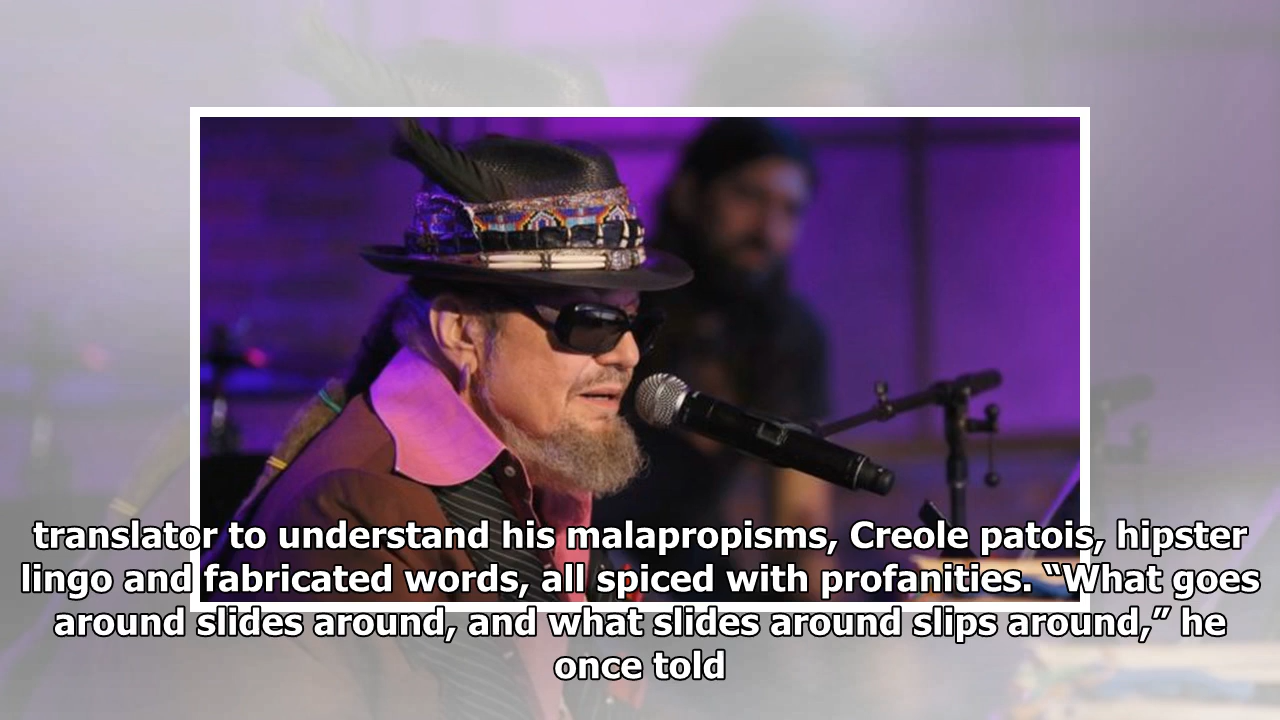 translator to understand his malapropisms, Creole patois, hipster
lingo and fabricated words, all spiced with profanities. “What goes
around slides around, and what slides around slips around,” he
once told